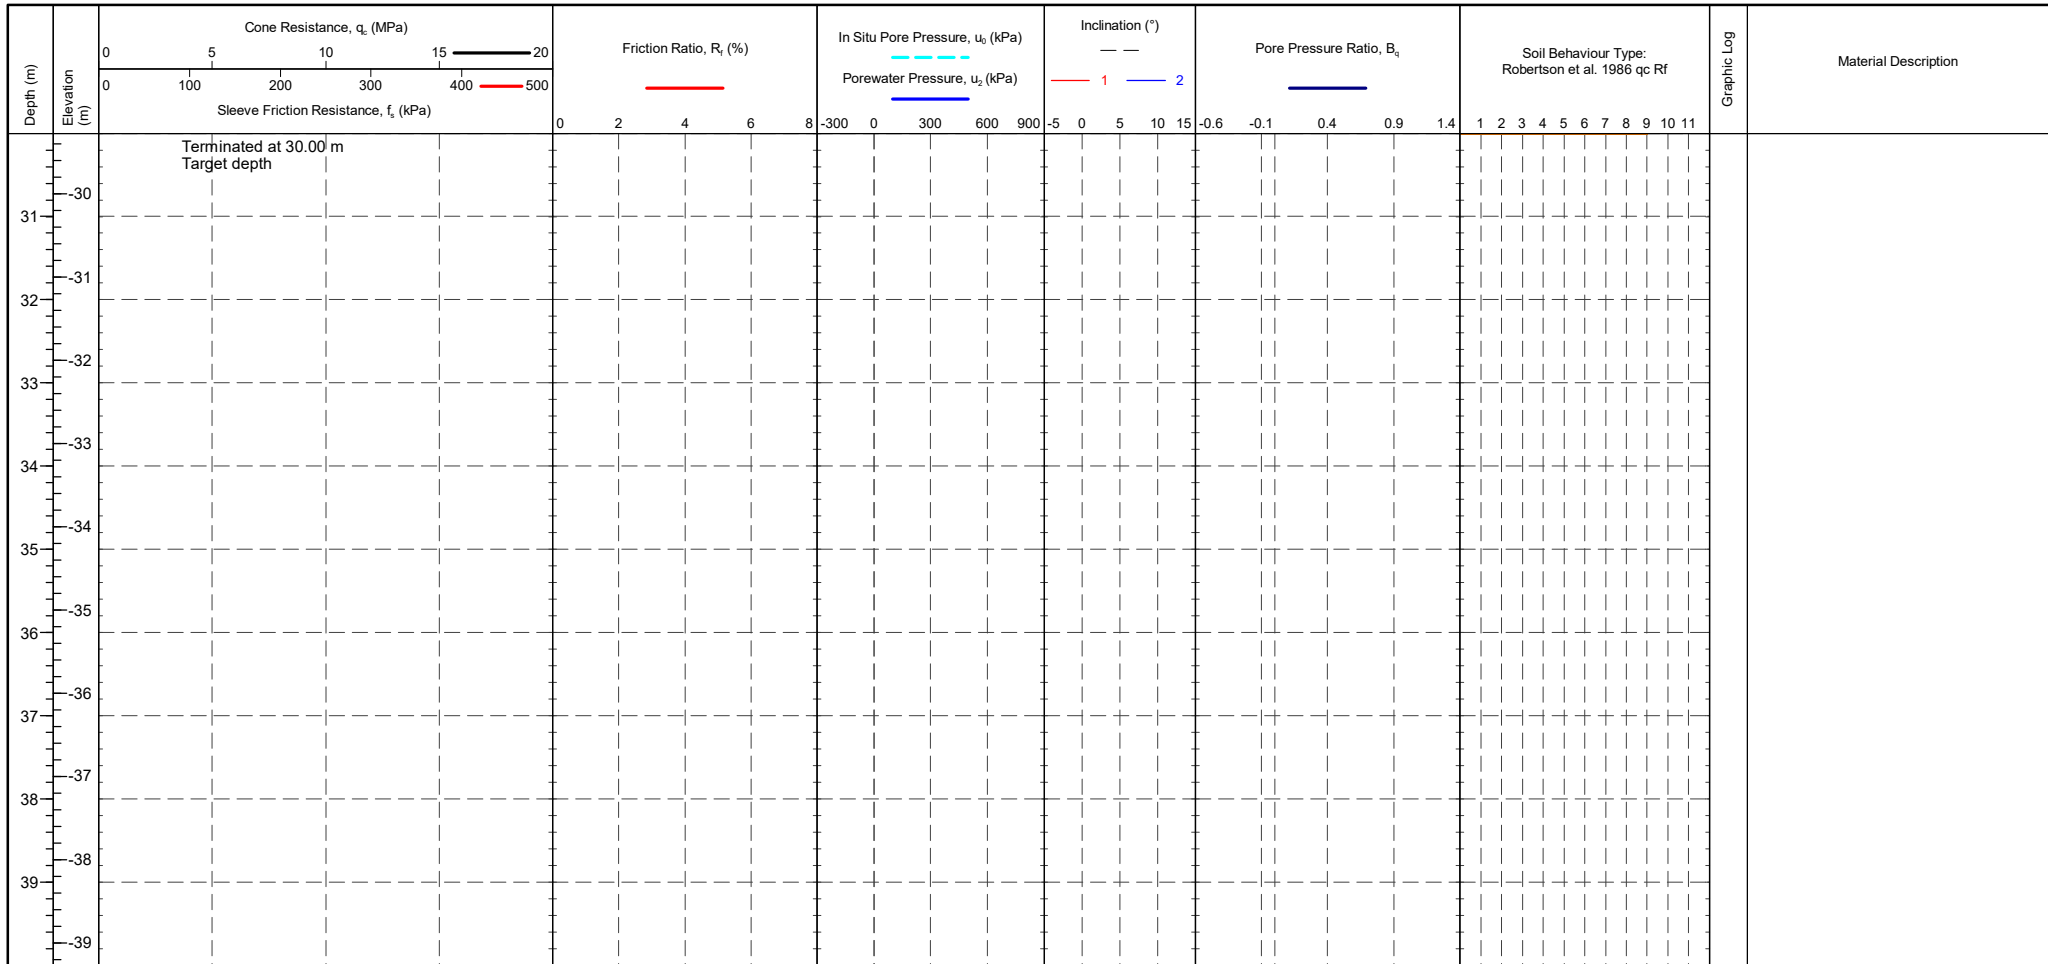 Depth (m)
Elevation
(m)
Cone Resistance, qc (MPa)
0 5 10 15 20
0 100 200 300 400 500
Sleeve Friction Resistance, fs (kPa)
Friction Ratio, Rf (%)
0 2 4 6 8
In Situ Pore Pressure, u0 (kPa)
Porewater Pressure, u2 (kPa)
-300 0 300 600 900
Inclination (°)
1 2
-5 0 5 10 15
Pore Pressure Ratio, Bq
-0.6 -0.1 0.4 0.9 1.4
Soil Behaviour Type:
Robertson et al. 1986 qc Rf
1 2 3 4 5 6 7 8 9 10 11
Graphic Log
Material Description
Terminated at 30.00 m
Target depth
-30
31
-31
32
-32
33
-33
34
-34
35
-35
36
-36
37
-37
38
-38
39
-39